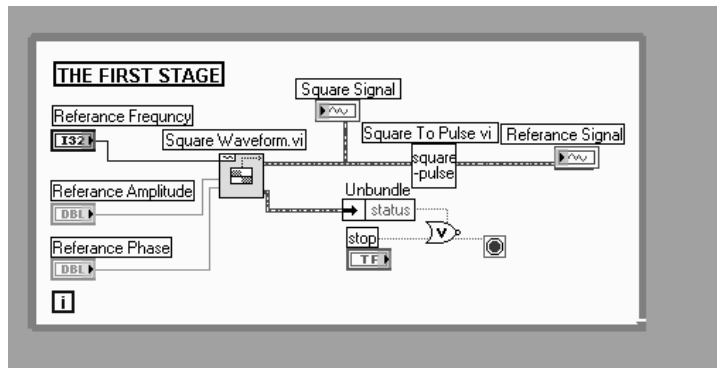 THE FIRST STAGE
Square Signal
Referance Frequncy
I32
Square Waveform.vi
Square To Pulse vi
Referance Signal
square
-pulse
Referance Amplitude
DBL
Unbundle
status
stop
TF
V
Referance Phase
DBL
i